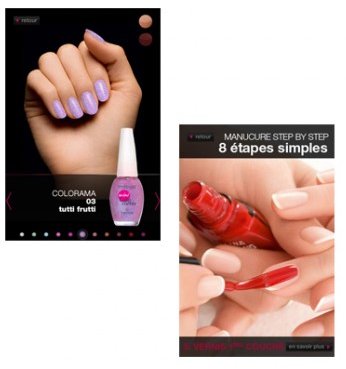 retour
COLORAMA
03
tutti frutti
retour
MANUCURE STEP BY STEP
8 étapes simples
en savoir plus